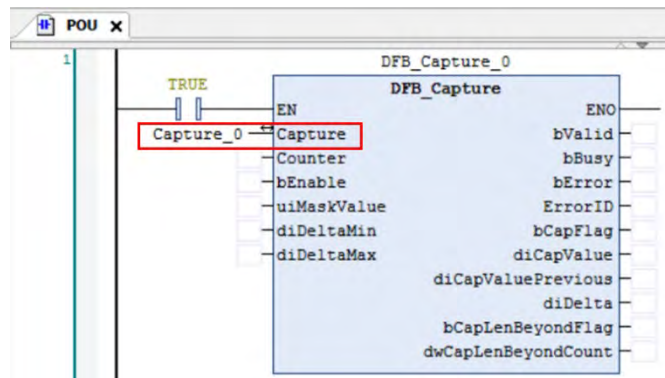 POU X
1
DFB_Capture_0
TRUE
DFB_Capture
EN ENO
Capture_0 Capture bValid
Counter bBusy
bEnable bError
uiMaskValue ErrorID
diDeltaMin bCapFlag
diDeltaMax diCapValue
diCapValuePrevious
diDelta
bCapLenBeyondFlag
dwCapLenBeyondCount